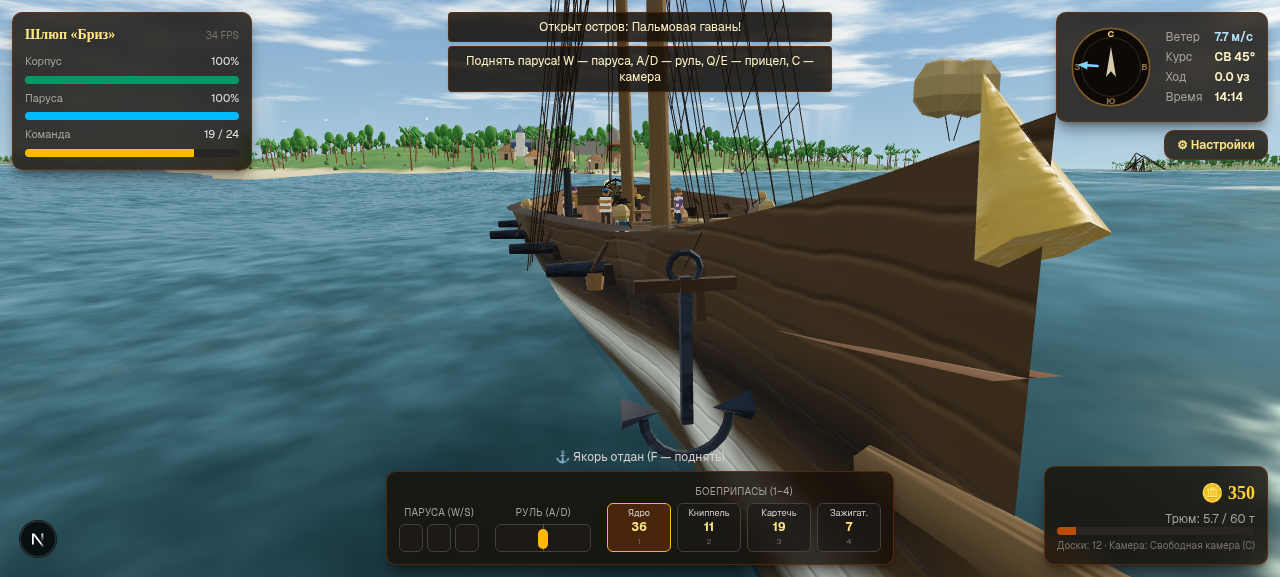 Шлюп «Бриз»
34 FPS
Корпус 100%
Паруса 100%
Команда 19 / 24
Открыт остров: Пальмовая гавань!
Поднять паруса! W — паруса, A/D — руль, Q/E — прицел, C —
камера
С
З
В
Ю
Ветер 7.7 м/с
Курс СВ 45°
Ход 0.0 уз
Время 14:14
⚙ Настройки
⚓ Якорь отдан (F — поднять)
ПАРУСА (W/S)
РУЛЬ (A/D)
БОЕПРИПАСЫ (1–4)
Ядро
36
1
Книппель
11
2
Картечь
19
3
Зажигат.
7
4
🪙 350
Трюм: 5.7 / 60 т
Доски: 12 · Камера: Свободная камера (C)
N